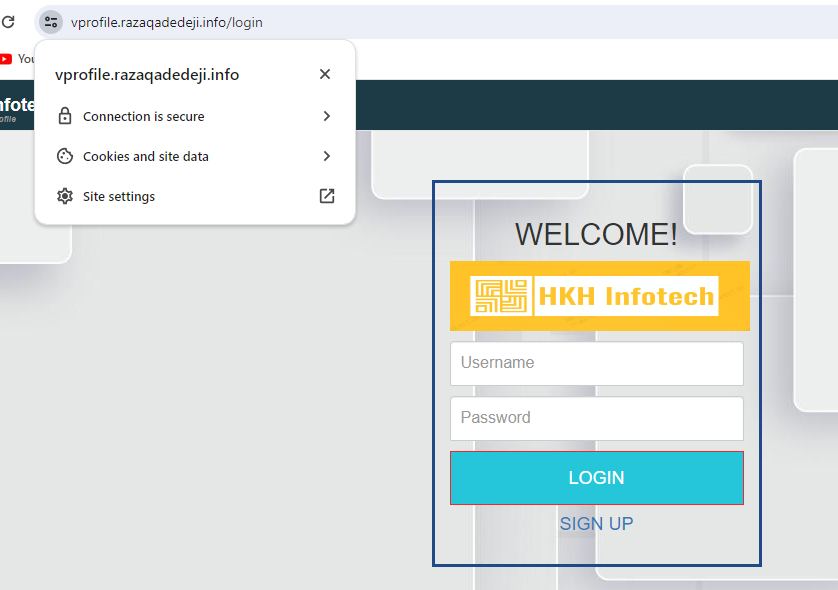 vprofile.razaqadedeji.info/login
You
vprofile.razaqadedeji.info
Connection is secure
Cookies and site data
Site settings
nfote
ofile
WELCOME!
HKH Infotech
Username
Password
LOGIN
SIGN UP